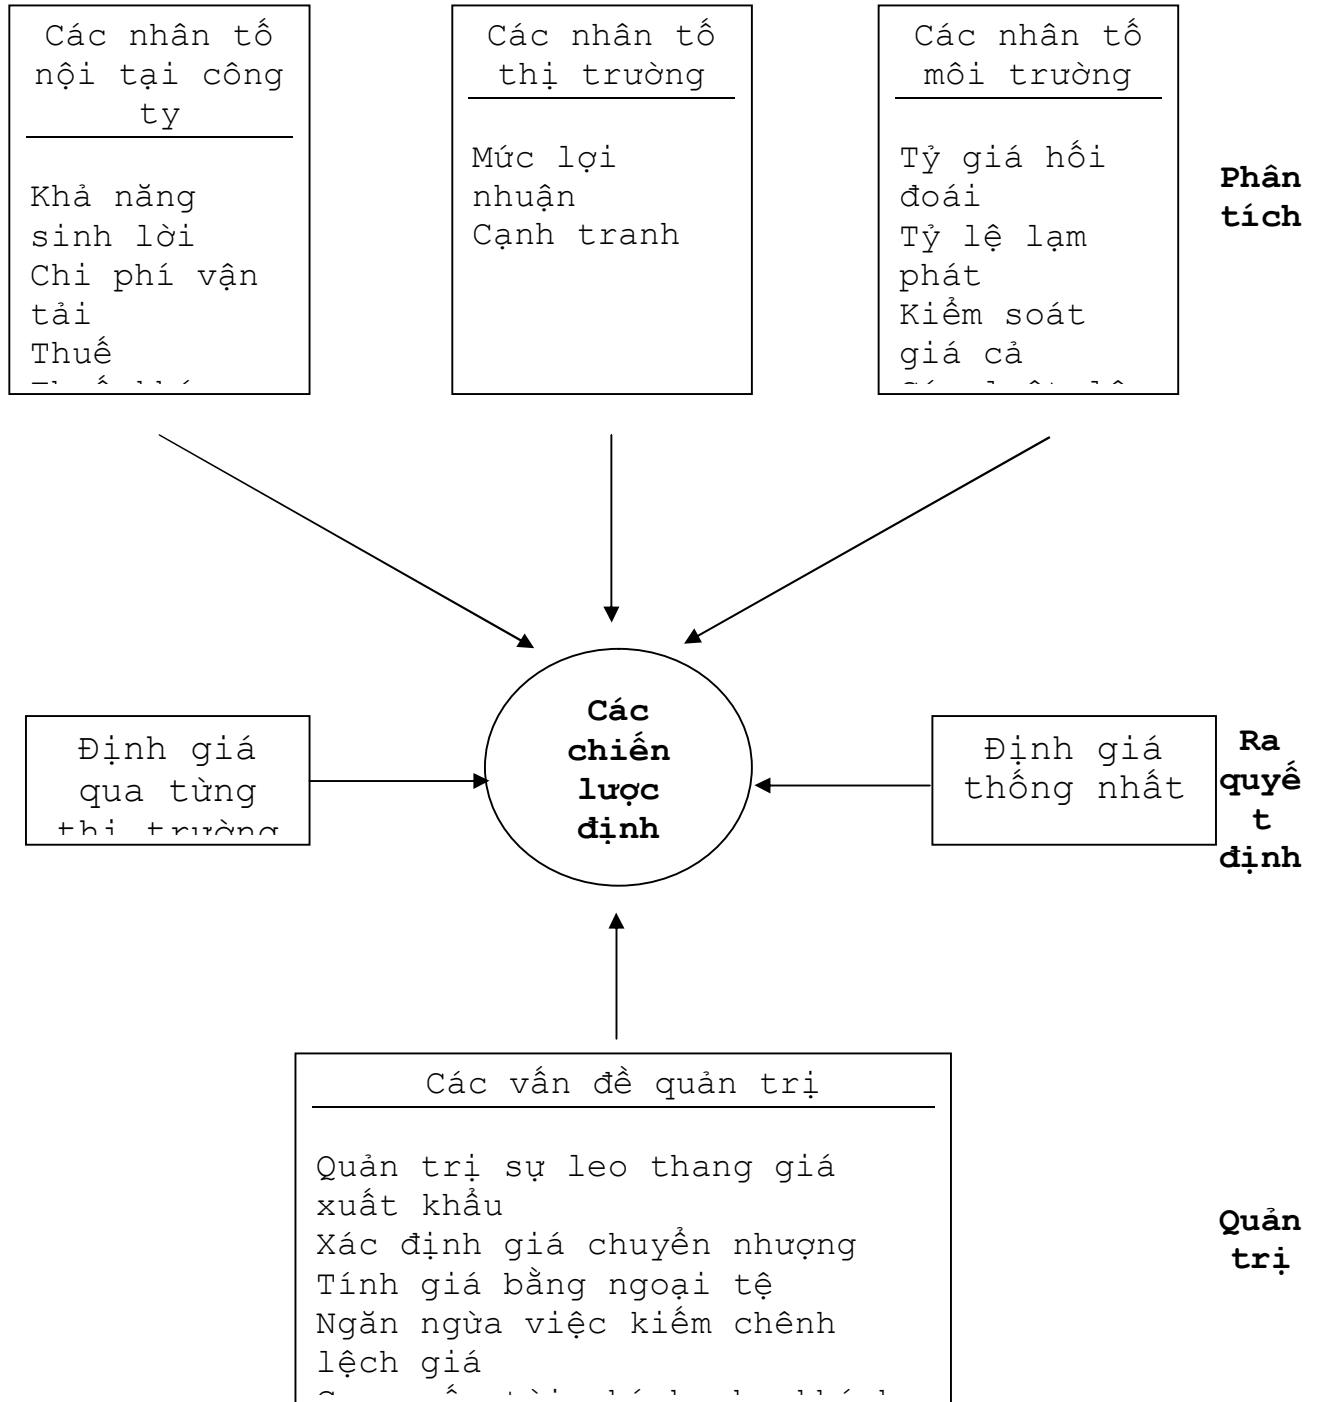 Các nhân tố
nội tại công
ty
Khả năng
sinh lời
Chi phí vận
tải
Thuế
Các nhân tố
thị trường
Mức lợi
nhuận
Cạnh tranh
Các nhân tố
môi trường
Tỷ giá hối
đoái
Tỷ lệ lạm
phát
Kiểm soát
giá cả
Phân
tích
Định giá
qua từng
thị trường
Các
chiến
lược
định
Định giá
thống nhất
Ra
quyế
t
định
Các vấn đề quản trị
Quản trị sự leo thang giá
xuất khẩu
Xác định giá chuyển nhượng
Tính giá bằng ngoại tệ
Ngăn ngừa việc kiếm chênh
lệch giá
Quản
trị